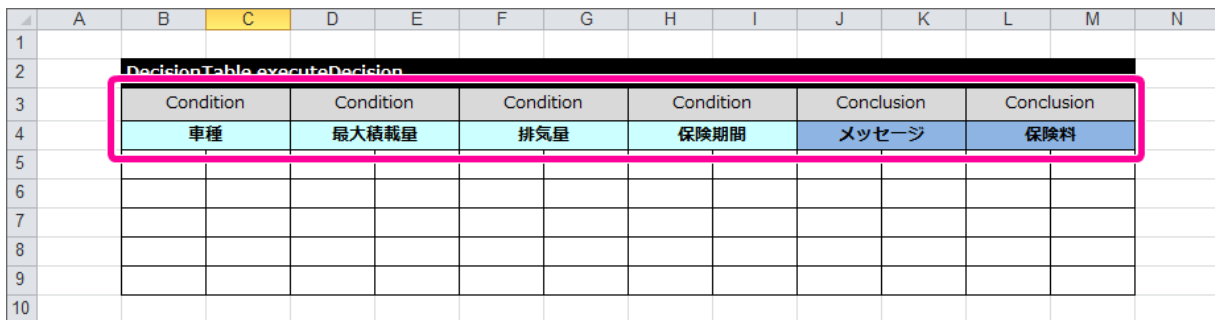 A B C D E F G H I J K L M N
1
2 DecisionTable executeDecision
3 Condition Condition Condition Condition Conclusion Conclusion
4 車種 最大積載量 排気量 保険期間 メッセージ 保険料
5
6
7
8
9
10